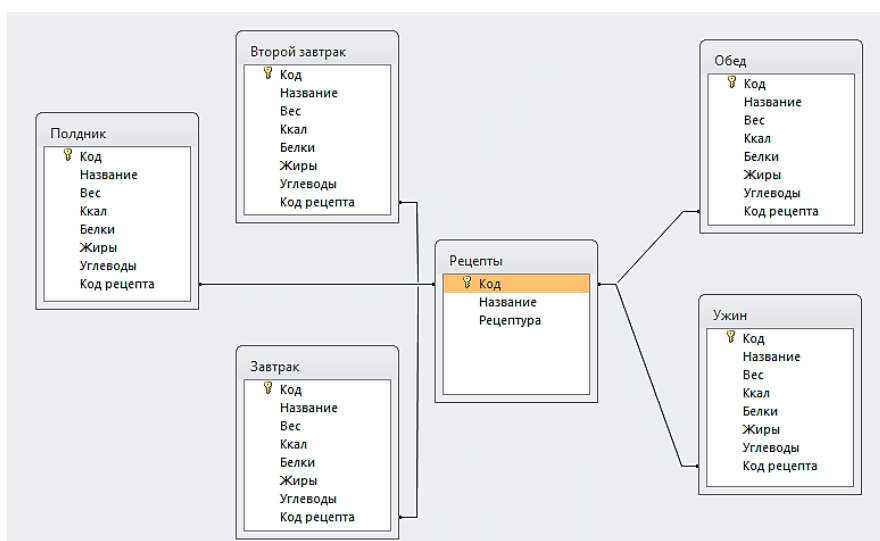 Второй завтрак
Код
Название
Вес
Ккал
Белки
Жиры
Углеводы
Код рецепта
Обед
Код
Название
Вес
Ккал
Белки
Жиры
Углеводы
Код рецепта
Полдник
Код
Название
Вес
Ккал
Белки
Жиры
Углеводы
Код рецепта
Рецепты
Код
Название
Рецептура
Ужин
Код
Название
Вес
Ккал
Белки
Жиры
Углеводы
Код рецепта
Завтрак
Код
Название
Вес
Ккал
Белки
Жиры
Углеводы
Код рецепта